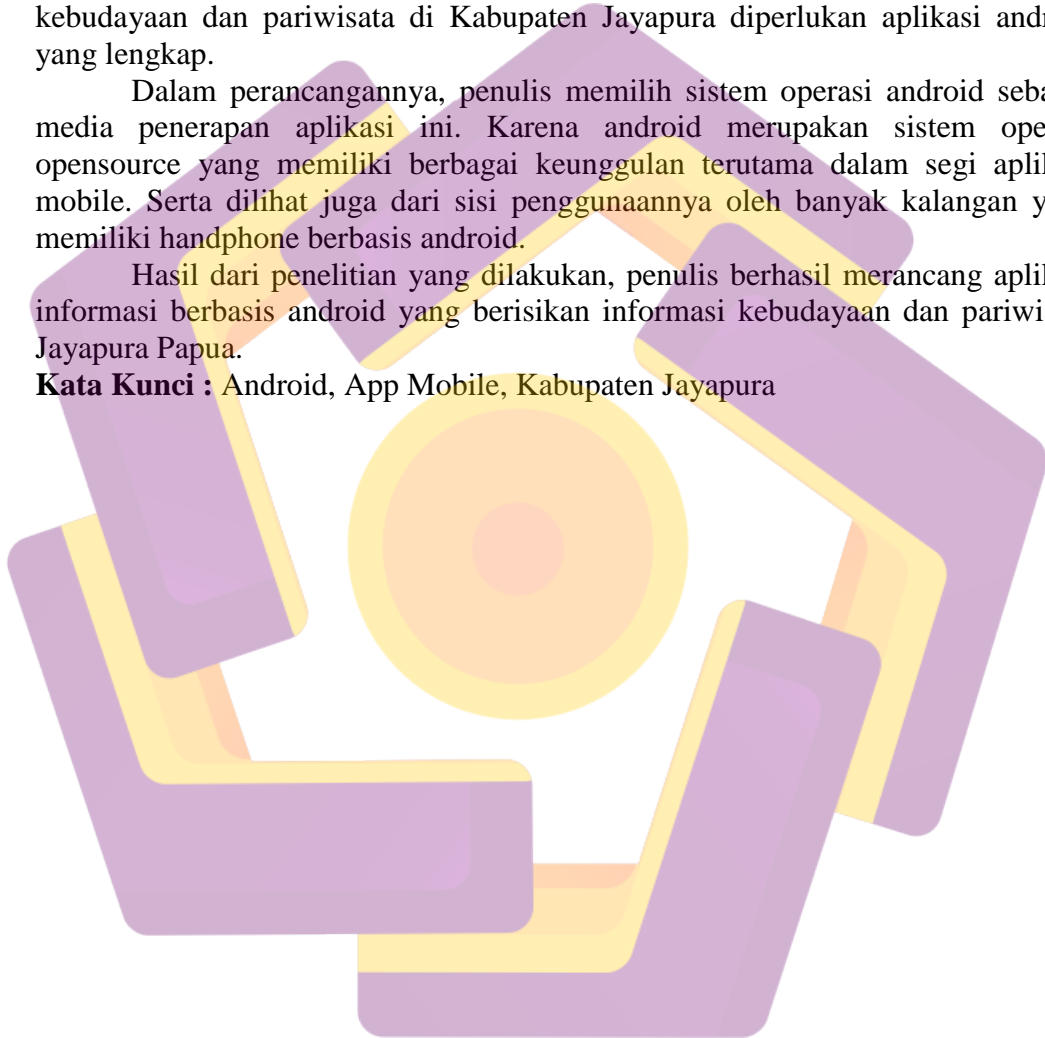 kebudayaan dan pariwisata di Kabupaten Jayapura diperlukan aplikasi andr
yang lengkap.
Dalam perancangannya, penulis memilih sistem operasi android seba
media penerapan aplikasi ini. Karena android merupakan sistem ope
opensource yang memiliki berbagai keunggulan terutama dalam segi apli
mobile. Serta dilihat juga dari sisi penggunaannya oleh banyak kalangan y
memiliki handphone berbasis android.
Hasil dari penelitian yang dilakukan, penulis berhasil merancang apli
informasi berbasis android yang berisikan informasi kebudayaan dan pariwi
Jayapura Papua.
Kata Kunci : Android, App Mobile, Kabupaten Jayapura